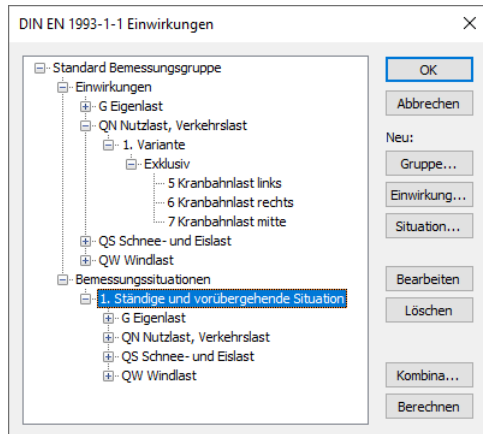 DIN EN 1993-1-1 Einwirkungen
Standard Bemessungsgruppe
Einwirkungen
G Eigenlast
QN Nutzlast, Verkehrslast
1. Variante
Exklusiv
5 Kranbahnlast links
6 Kranbahnlast rechts
7 Kranbahnlast mitte
QS Schnee- und Eislast
QW Windlast
Bemessungssituationen
1. Ständige und vorübergehende Situation
G Eigenlast
QN Nutzlast, Verkehrslast
QS Schnee- und Eislast
QW Windlast
OK
Abbrechen
Neu:
Gruppe...
Einwirkung...
Situation...
Bearbeiten
Löschen
Kombina...
Berechnen